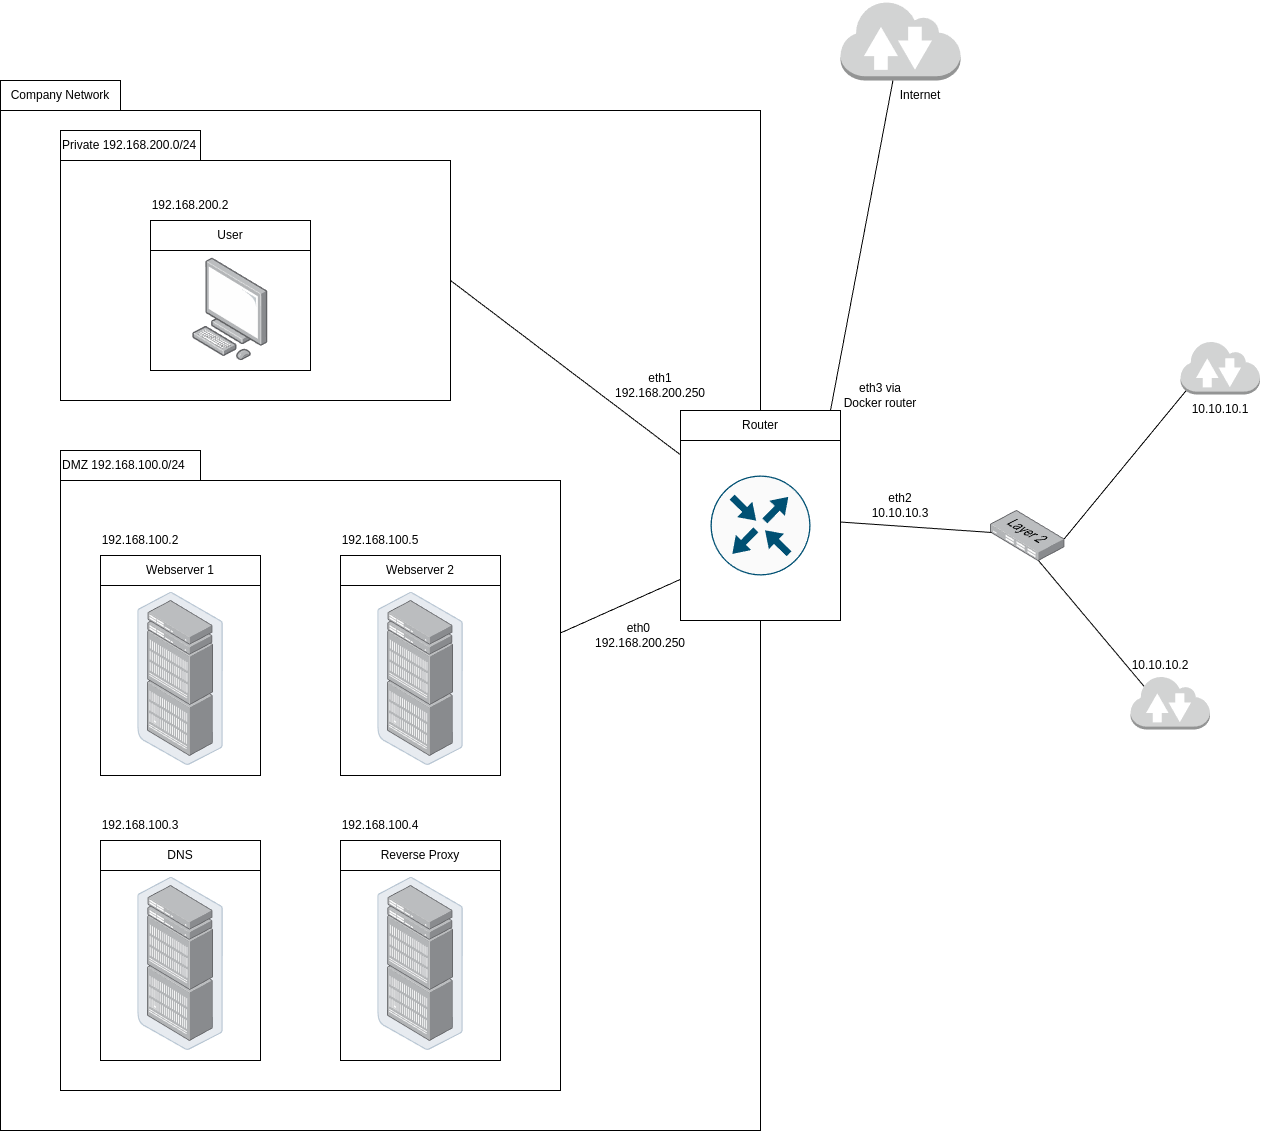 Internet
Company Network
Private 192.168.200.0/24
192.168.200.2
User
eth1
192.168.200.250
eth3 via
Docker router
10.10.10.1
Router
DMZ 192.168.100.0/24
eth2
10.10.10.3
Layer 2
192.168.100.2
192.168.100.5
Webserver 1
Webserver 2
eth0
192.168.200.250
10.10.10.2
192.168.100.3
192.168.100.4
DNS
Reverse Proxy